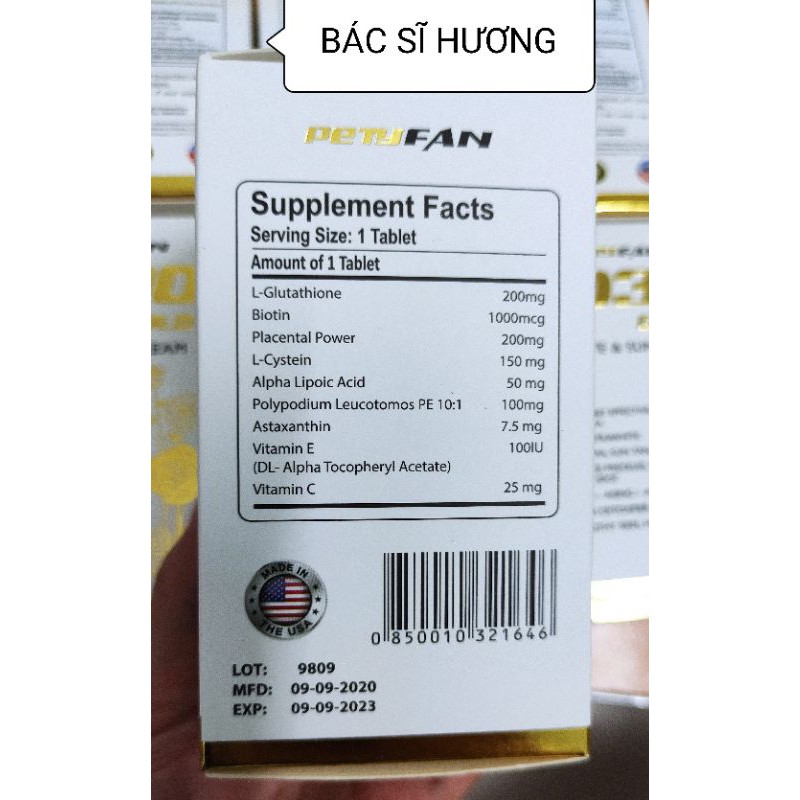 BÁC SĨ HƯƠNG
PETYFAN
Supplement Facts
Serving Size: 1 Tablet
Amount of 1 Tablet
L-Glutathione 200mg
Biotin 1000mcg
Placental Power 200mg
L-Cystein 150 mg
Alpha Lipoic Acid 50 mg
Polypodium Leucotomos PE 10:1 100mg
Astaxanthin 7.5 mg
Vitamin E 100IU
(DL- Alpha Tocopheryl Acetate)
Vitamin C 25 mg
MADE IN
THE USA
0 850010 321646
LOT: 9809
MFD: 09-09-2020
EXP: 09-09-2023